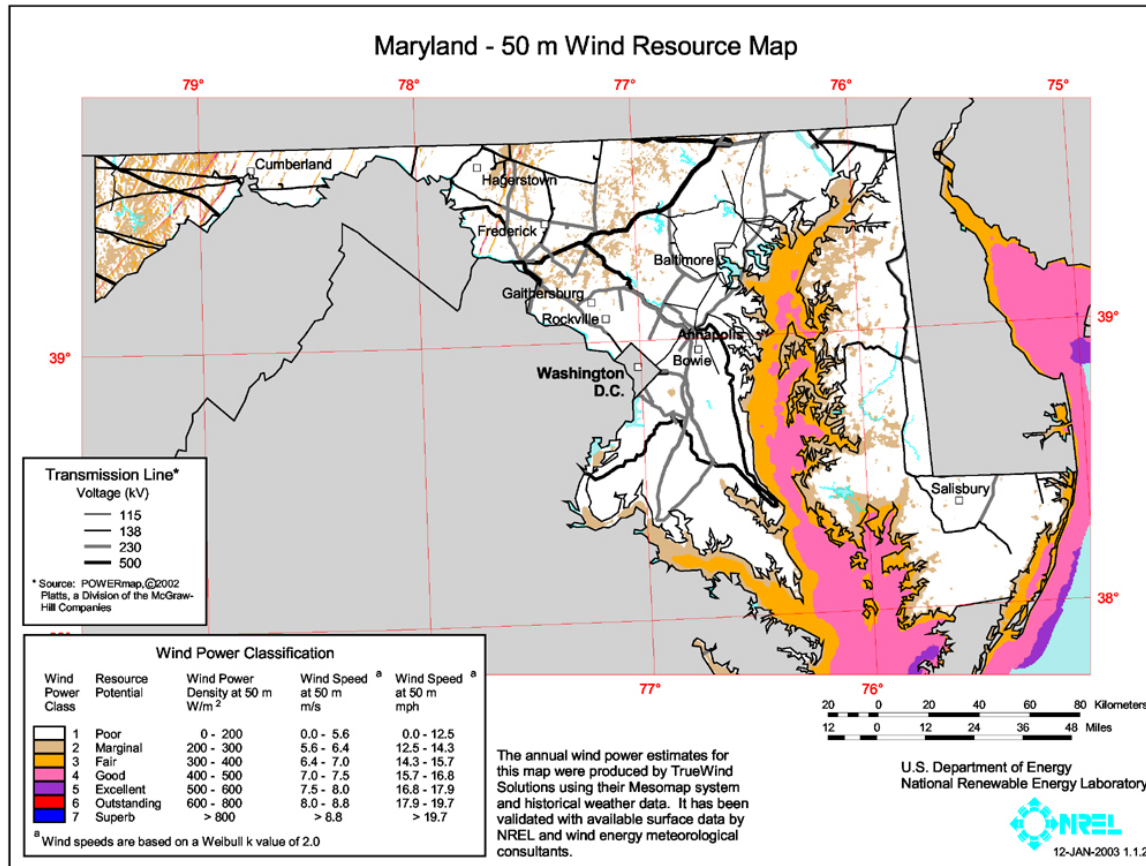 Maryland - 50 m Wind Resource Map
79° 78° 77° 76° 75°
Cumberland
Hagerstown
Frederick
Baltimore
Gaithersburg
Rockville
Annapolis
39° 39°
Bowie
Washington
D.C.
Salisbury
38°
77° 76°
Transmission Line*
Voltage (kV)
115
138
230
500
* Source: POWERmap, ©2002
Platts, a Division of the McGraw-
Hill Companies
Wind Power Classification
Wind Resource Wind Power Wind Speed a Wind Speed a
Power Potential Density at 50 m at 50 m at 50 m
Class W/m 2 m/s mph
1 Poor 0 - 200 0.0 - 5.6 0.0 - 12.5
2 Marginal 200 - 300 5.6 - 6.4 12.5 - 14.3
3 Fair 300 - 400 6.4 - 7.0 14.3 - 15.7
4 Good 400 - 500 7.0 - 7.5 15.7 - 16.8
5 Excellent 500 - 600 7.5 - 8.0 16.8 - 17.9
6 Outstanding 600 - 800 8.0 - 8.8 17.9 - 19.7
7 Superb > 800 > 8.8 > 19.7
a Wind speeds are based on a Weibull k value of 2.0
The annual wind power estimates for
this map were produced by TrueWind
Solutions using their Mesomap system
and historical weather data. It has been
validated with available surface data by
NREL and wind energy meteorological
consultants.
20 0 20 40 60 80 Kilometers
12 0 12 24 36 48 Miles
U.S. Department of Energy
National Renewable Energy Laboratory
NREL
12-JAN-2003 1.1.2